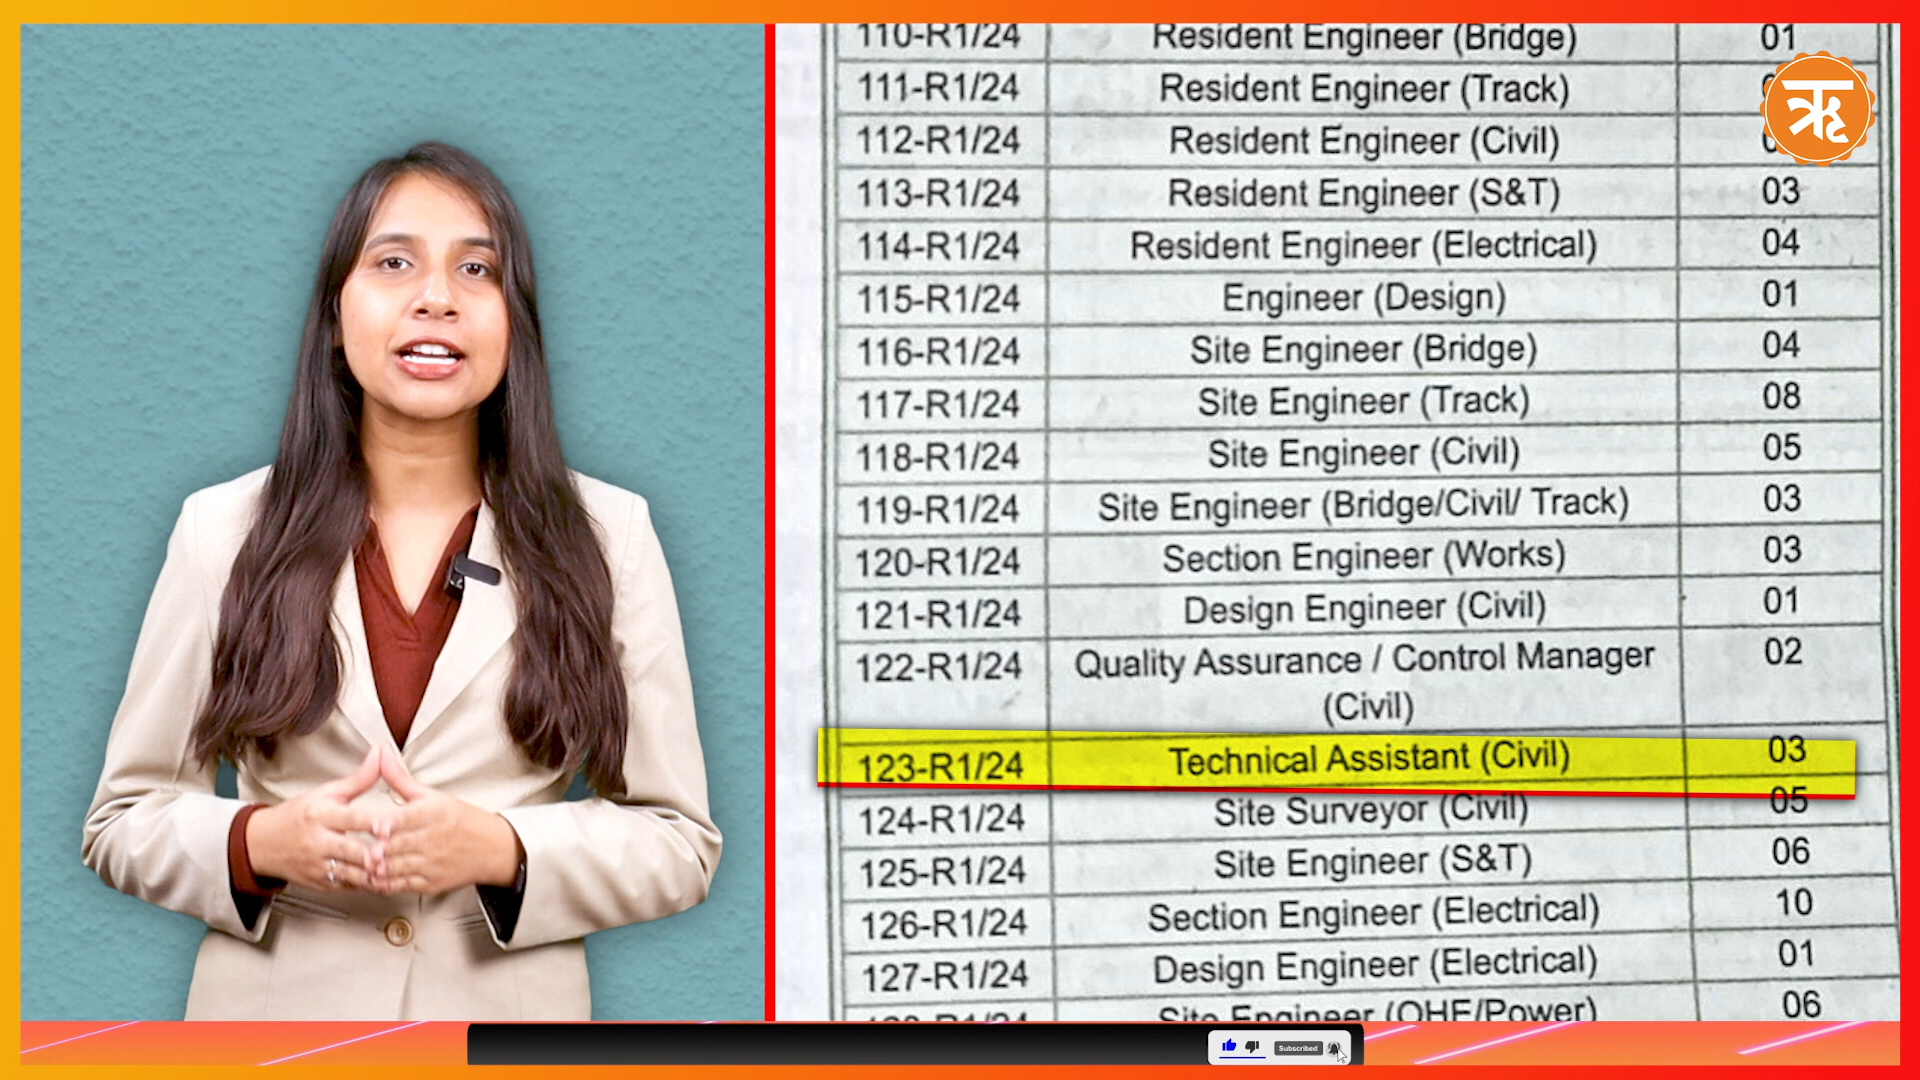 110-R1/24 Resident Engineer (Bridge) 01
111-R1/24 Resident Engineer (Track)
112-R1/24 Resident Engineer (Civil)
113-R1/24 Resident Engineer (S&T) 03
114-R1/24 Resident Engineer (Electrical) 04
115-R1/24 Engineer (Design) 01
116-R1/24 Site Engineer (Bridge) 04
117-R1/24 Site Engineer (Track) 08
118-R1/24 Site Engineer (Civil) 05
119-R1/24 Site Engineer (Bridge/Civil/ Track) 03
120-R1/24 Section Engineer (Works) 03
121-R1/24 Design Engineer (Civil) 01
122-R1/24 Quality Assurance / Control Manager 02
(Civil)
123-R1/24 Technical Assistant (Civil) 03
124-R1/24 Site Surveyor (Civil) 05
125-R1/24 Site Engineer (S&T) 06
126-R1/24 Section Engineer (Electrical) 10
127-R1/24 Design Engineer (Electrical) 01
Site Engineer (OHE/Power) 06
ऋ
Subscribed